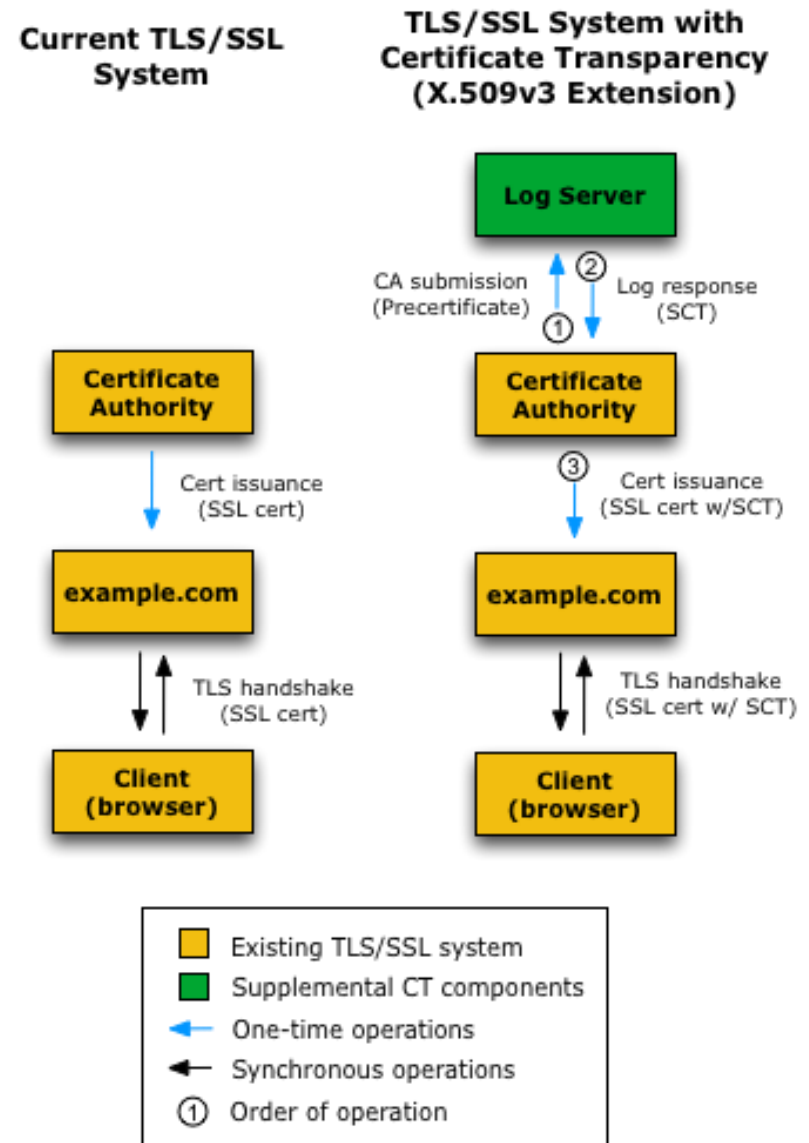 Current TLS/SSL
System
TLS/SSL System with
Certificate Transparency
(X.509v3 Extension)
Certificate
Authority
Cert issuance
(SSL cert)
example.com
TLS handshake
(SSL cert)
Client
(browser)
Log Server
CA submission
(Precertificate)
1
2
Log response
(SCT)
Certificate
Authority
3
Cert issuance
(SSL cert w/SCT)
example.com
TLS handshake
(SSL cert w/ SCT)
Client
(browser)
Existing TLS/SSL system
Supplemental CT components
One-time operations
Synchronous operations
1 Order of operation